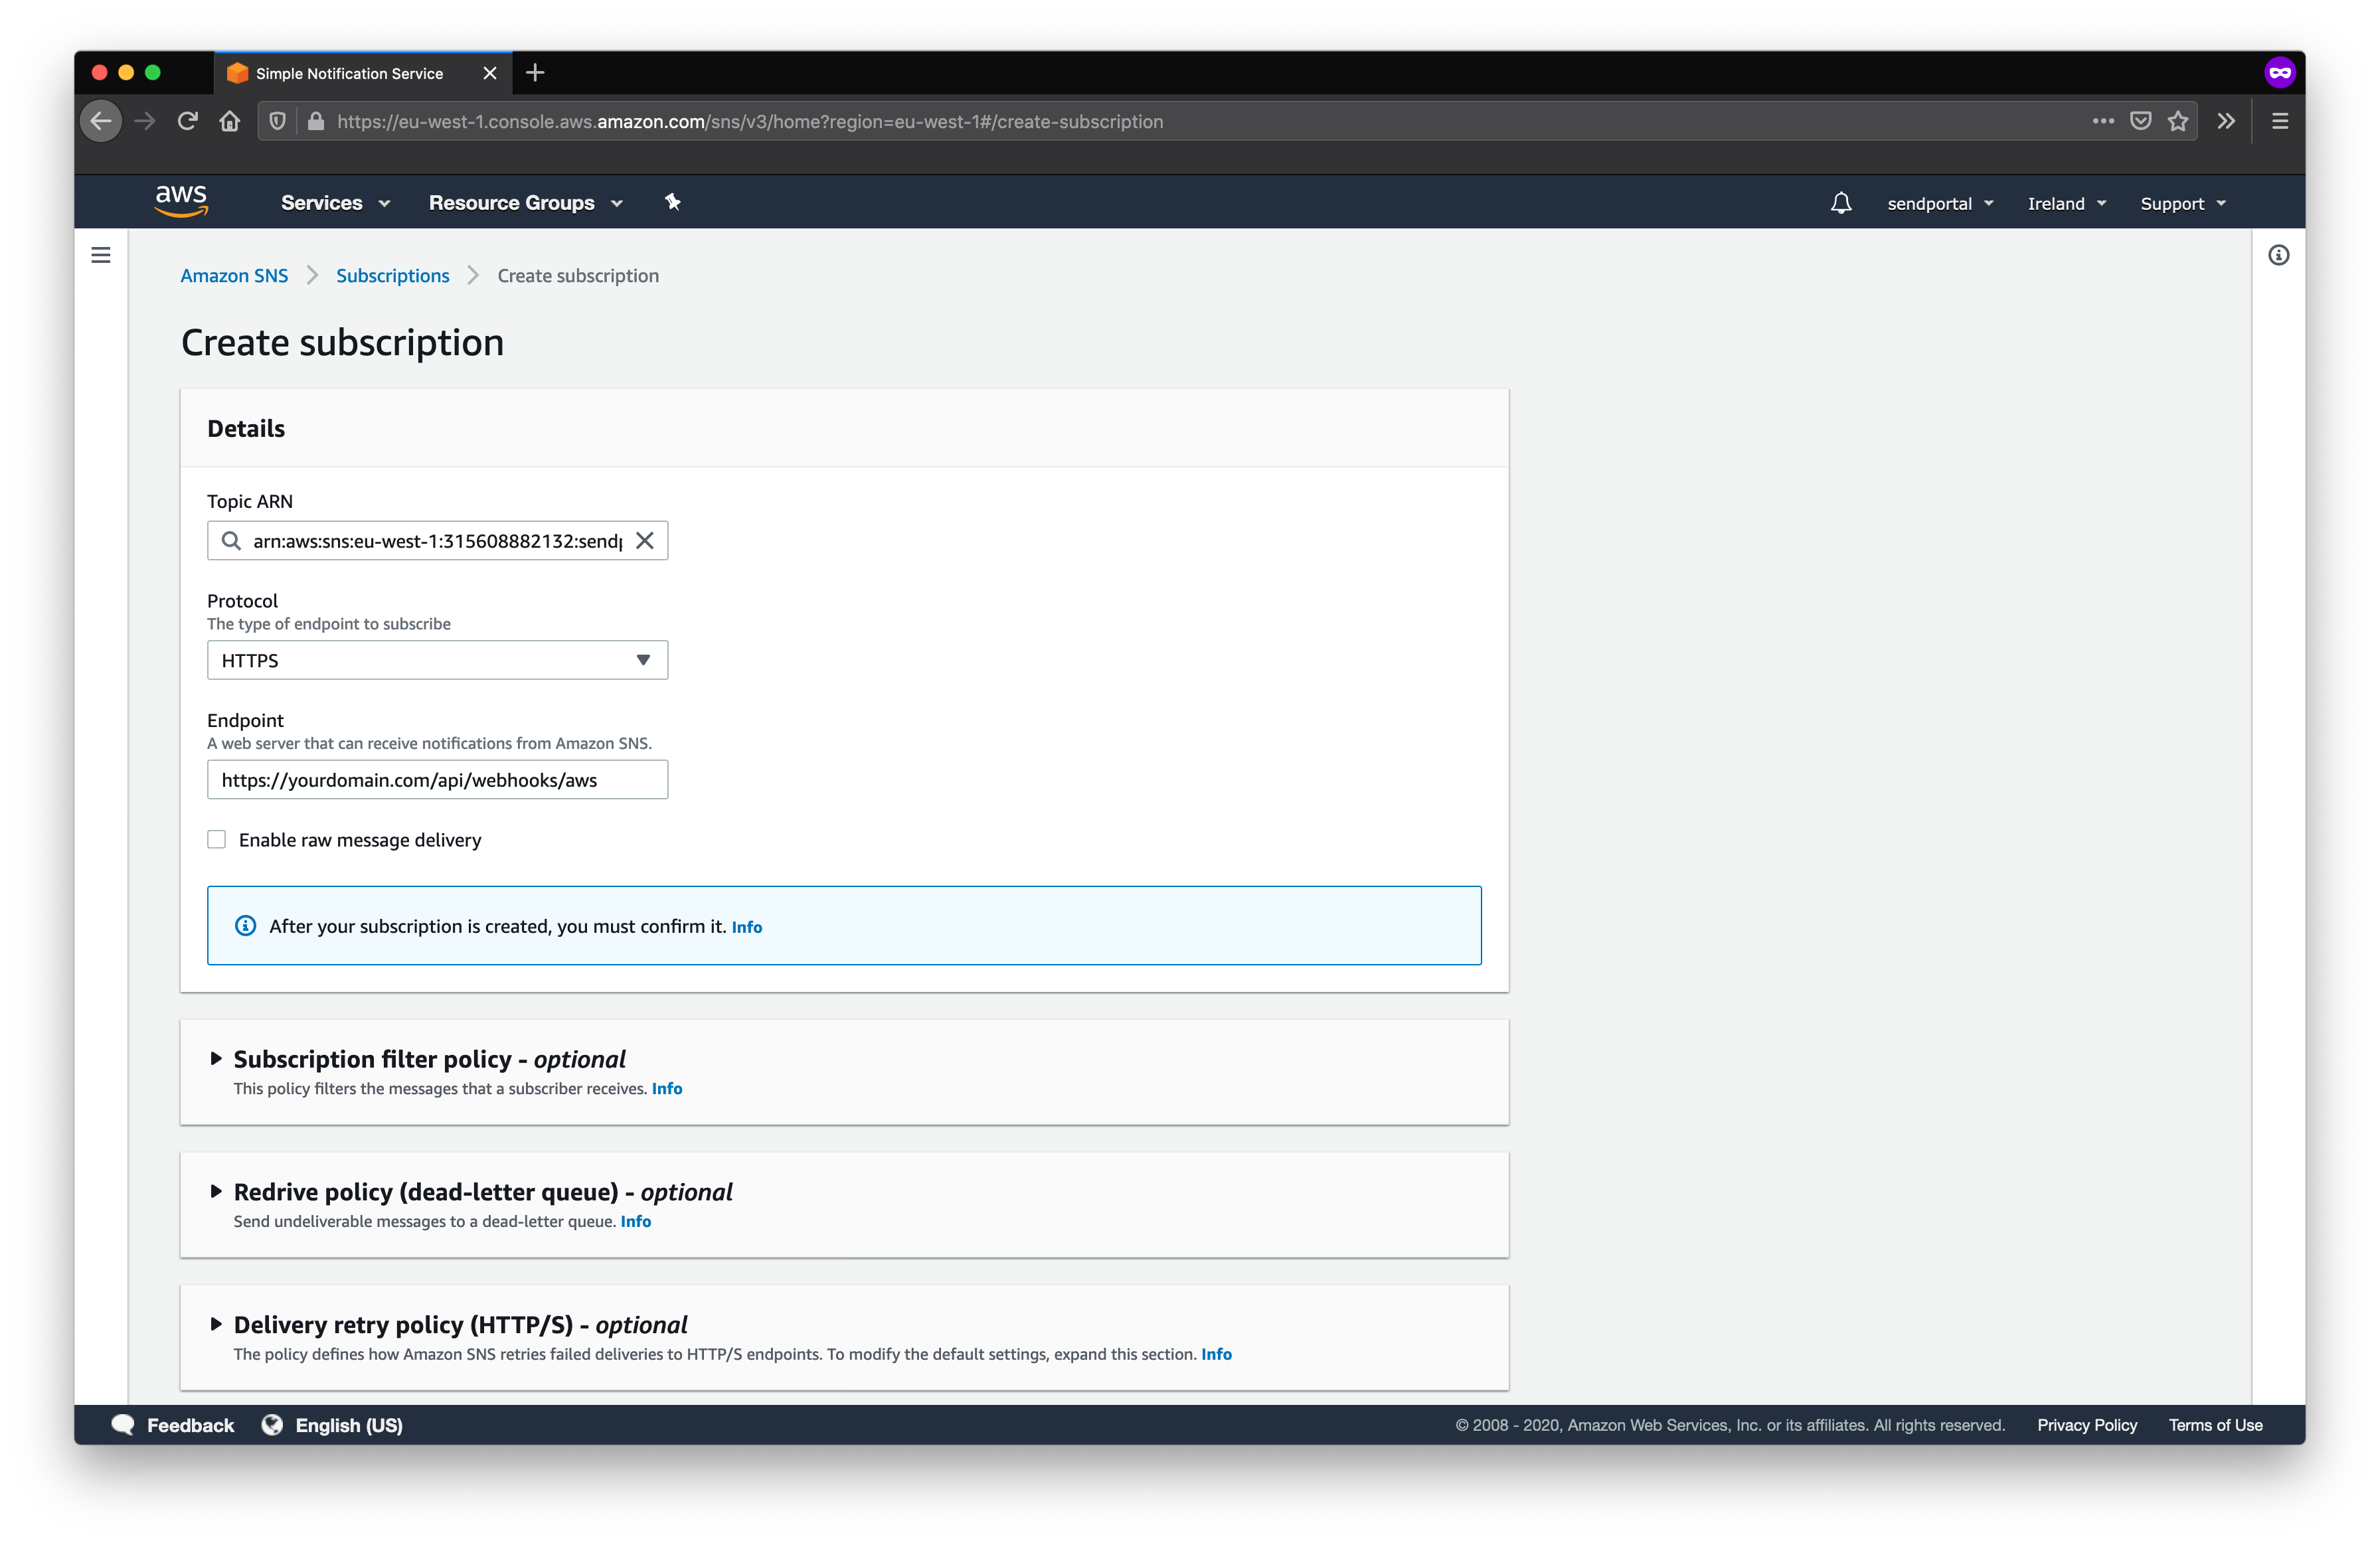 Simple Notification Service
https://eu-west-1.console.aws.amazon.com/sns/v3/home?region=eu-west-1#/create-subscription
aws Services Resource Groups sendportal Ireland Support
Amazon SNS Subscriptions Create subscription
Create subscription
Details
Topic ARN
arn:aws:sns:eu-west-1:315608882132:send
Protocol
The type of endpoint to subscribe
HTTPS
Endpoint
A web server that can receive notifications from Amazon SNS.
https://yourdomain.com/api/webhooks/aws
Enable raw message delivery
After your subscription is created, you must confirm it. Info
Subscription filter policy - optional
This policy filters the messages that a subscriber receives. Info
Redrive policy (dead-letter queue) - optional
Send undeliverable messages to a dead-letter queue. Info
Delivery retry policy (HTTP/S) - optional
The policy defines how Amazon SNS retries failed deliveries to HTTP/S endpoints. To modify the default settings, expand this section. Info
Feedback English (US) © 2008 - 2020, Amazon Web Services, Inc. or its affiliates. All rights reserved. Privacy Policy Terms of Use